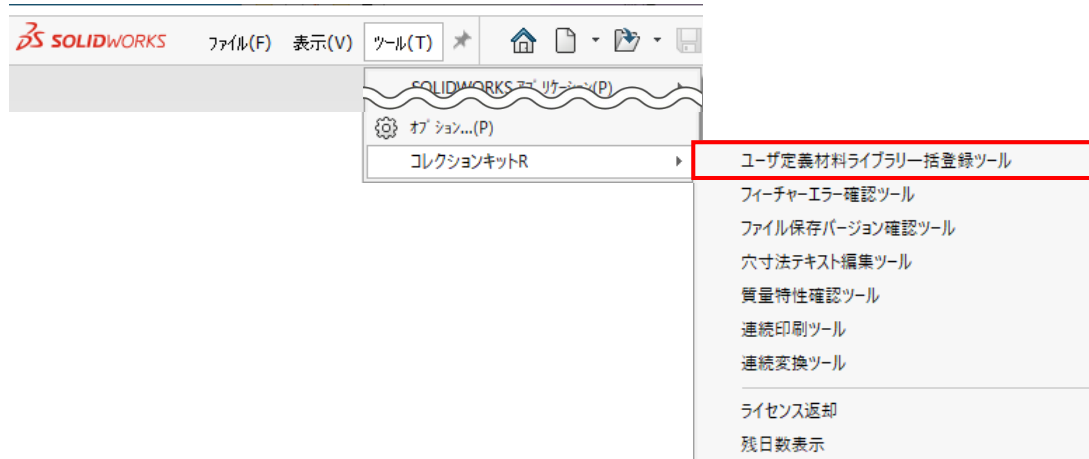 SOLIDWORKS ファイル(F) 表示(V) ツール(T)
SOLIDWORKS アプリケーション(P)
オプション...(P)
コレクションキットR
ユーザ定義材料ライブラリ一括登録ツール
フィーチャーエラー確認ツール
ファイル保存バージョン確認ツール
穴寸法テキスト編集ツール
質量特性確認ツール
連続印刷ツール
連続変換ツール
ライセンス返却
残日数表示